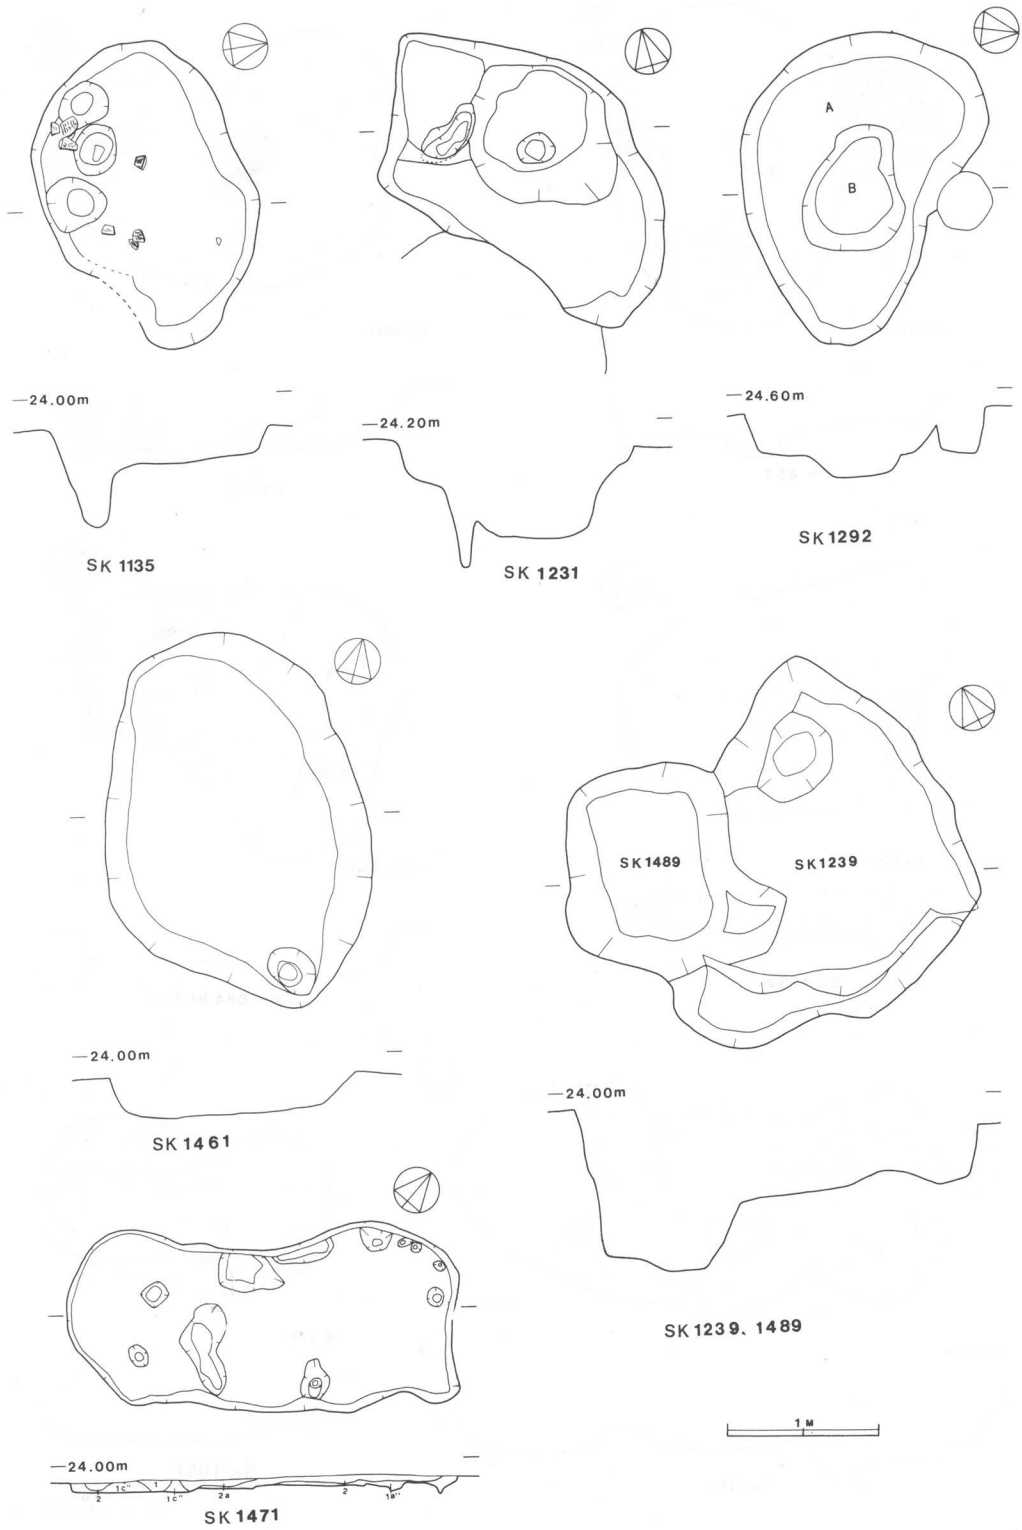 A
B
—24.00m
SK 1135
—24.20m
SK 1231
—24.60m
SK 1292
SK 1489
SK 1239
—24.00m
SK 1461
—24.00m
SK 1239、1489
1 M
—24.00m
2 1c'' 1 1c'' 2a 2 1a''
SK 1471